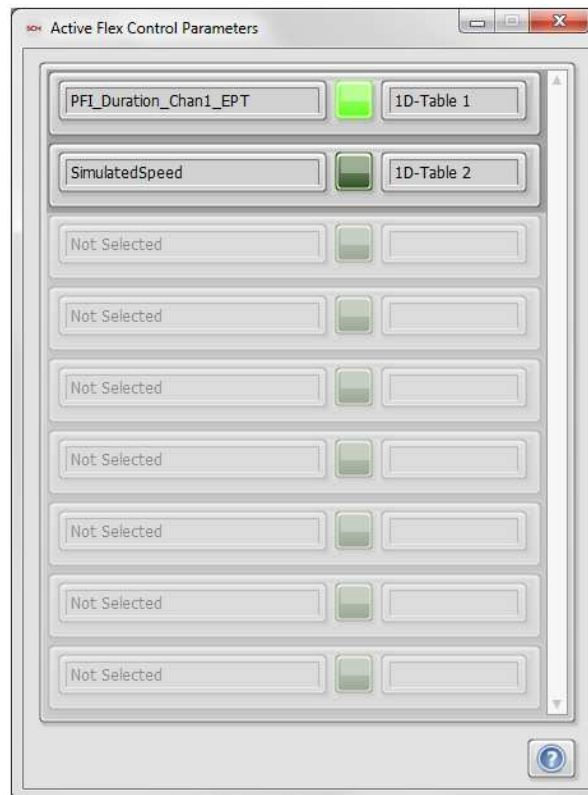 SCM Active Flex Control Parameters
PFI_Duration_Chan1_EPT 1D-Table 1
SimulatedSpeed 1D-Table 2
Not Selected
Not Selected
Not Selected
Not Selected
Not Selected
Not Selected
Not Selected
?